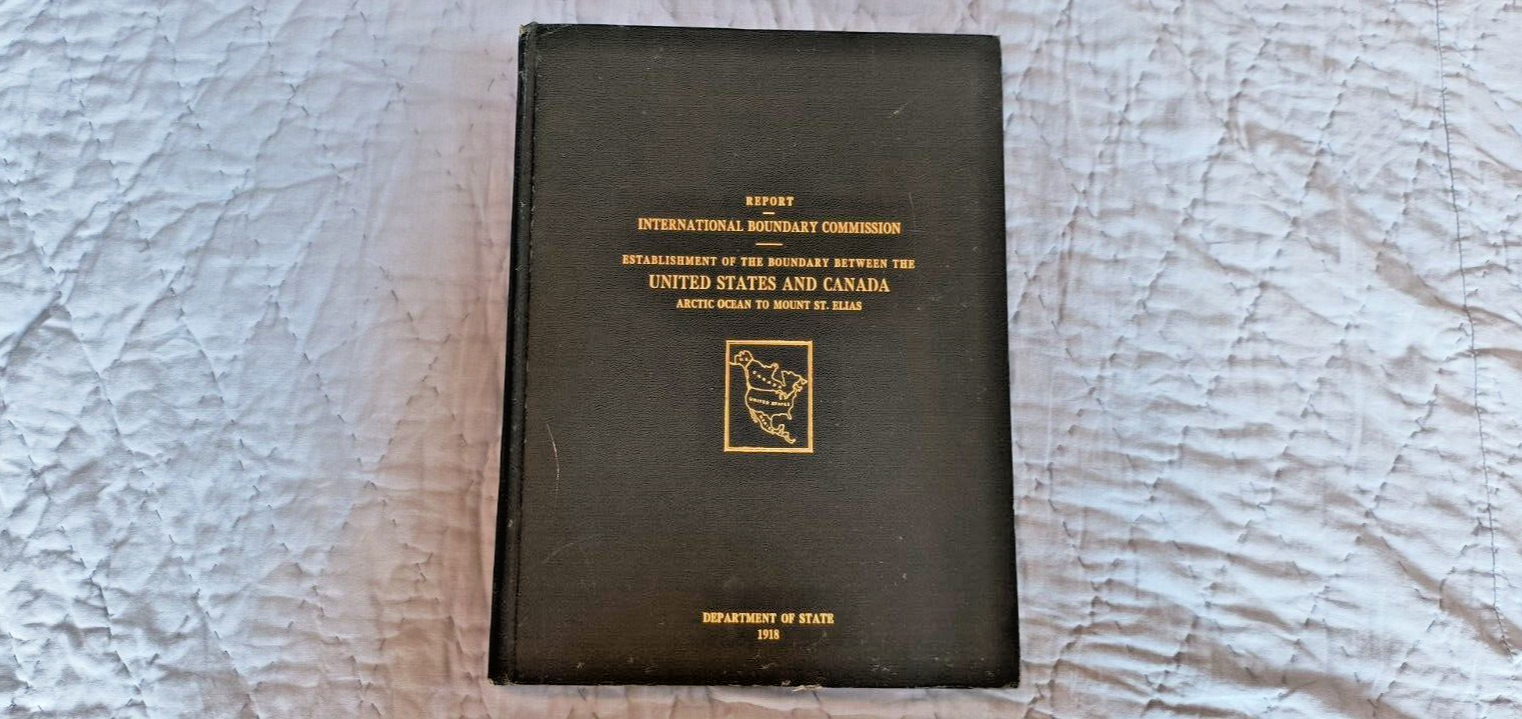 REPORT
INTERNATIONAL BOUNDARY COMMISSION
ESTABLISHMENT OF THE BOUNDARY BETWEEN THE
UNITED STATES AND CANADA
ARCTIC OCEAN TO MOUNT ST. ELIAS
CANADA
UNITED STATES
DEPARTMENT OF STATE
1918